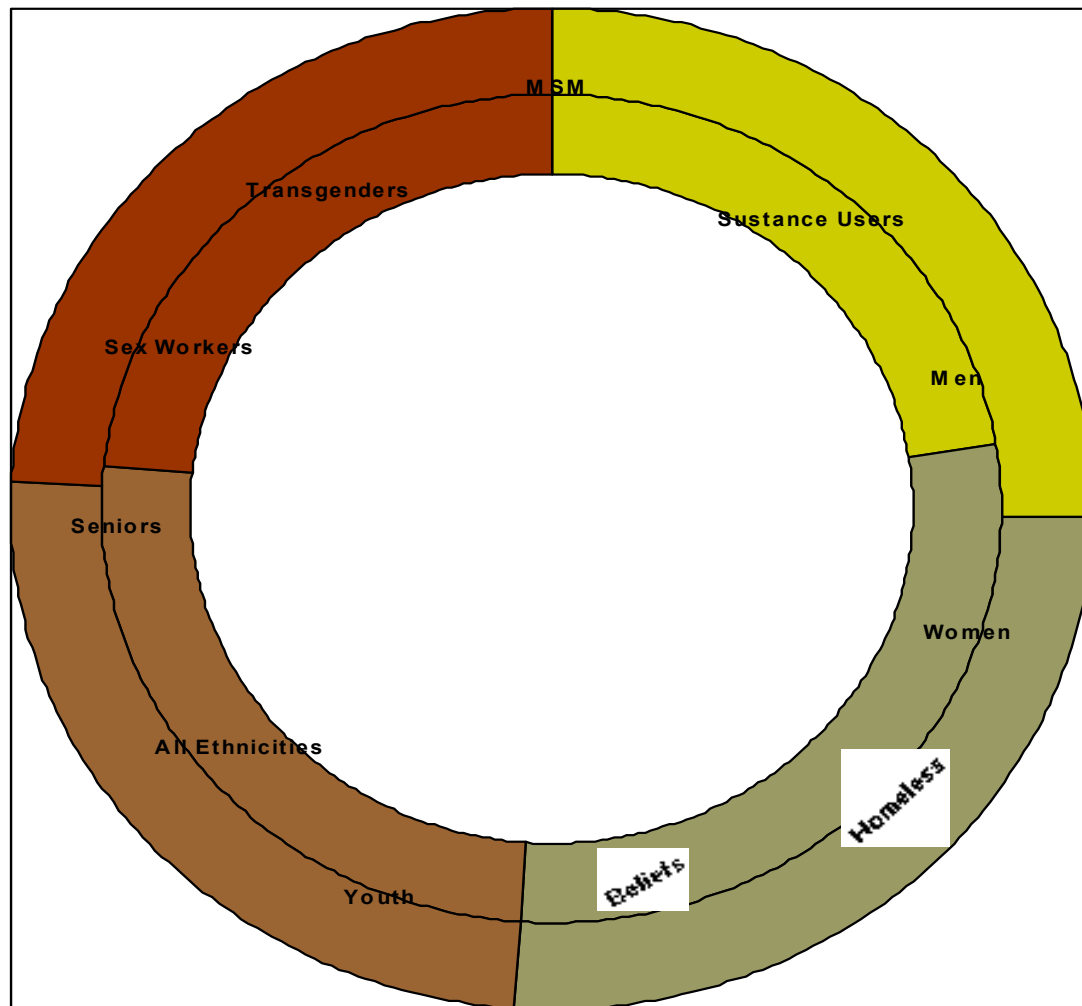 MSM
Transgenders
Sustance Users
Sex Workers
Men
Seniors
Women
All Ethnicities
Homeless
Beliefs
Youth